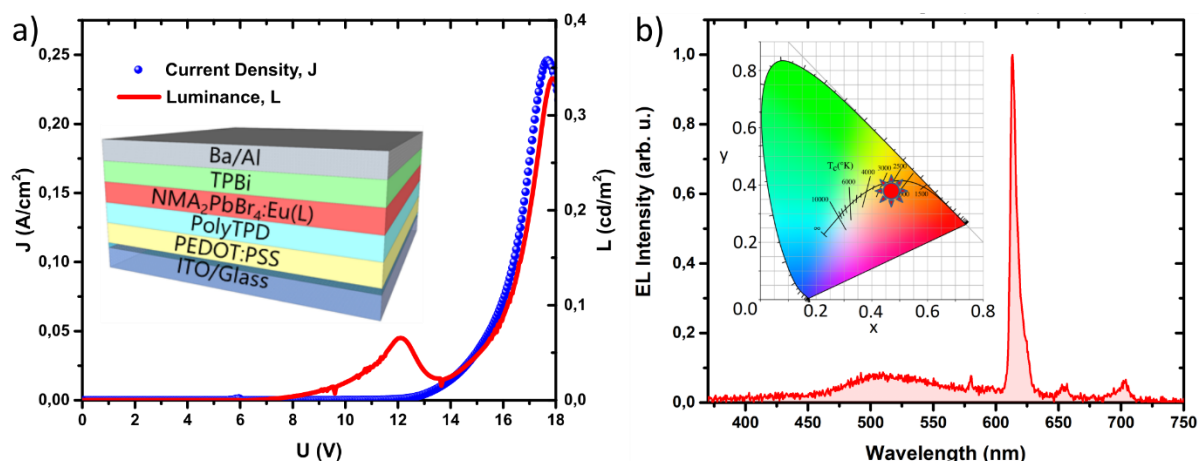 a)
0,25
0,20
0,15
0,10
0,05
0,00
J (A/cm²)
Current Density, J
Luminance, L
Ba/Al
TPBi
NMA₂PbBr₄:Eu(L)
PolyTPD
PEDOT:PSS
ITO/Glass
0 2 4 6 8 10 12 14 16 18
U (V)
0,4
0,3
0,2
0,1
0,0
L (cd/m²)
b)
1,0
0,8
0,6
0,4
0,2
0,0
EL Intensity (arb. u.)
0.8
0.6
y
0.4
0.2
0.0
T_C(°K)
10000
6000
4000
3000
2500
1500
∞
0.2 0.4 0.6 0.8
x
400 450 500 550 600 650 700 750
Wavelength (nm)